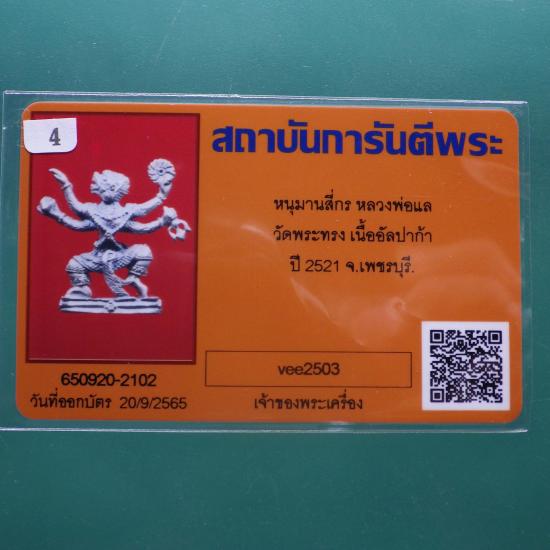 4
สถาบันการันตีพระ
หนุมานสี่กร หลวงพ่อแล
วัดพระทรง เนื้ออัลปาก้า
ปี 2521 จ.เพชรบุรี.
vee2503
650920-2102
วันที่ออกบัตร 20/9/2565
เจ้าของพระเครื่อง